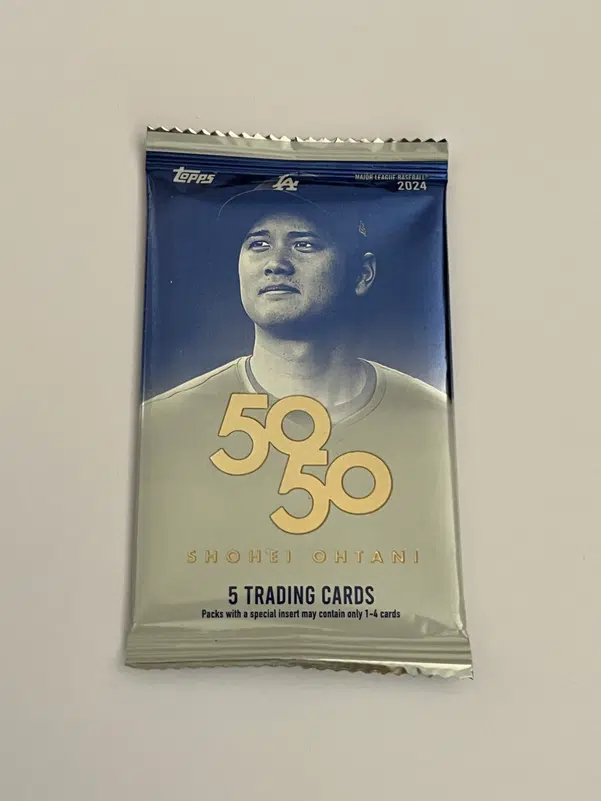 topps
LA
MAJOR LEAGUE BASEBALL
2024
50
50
SHOHEI OHTANI
5 TRADING CARDS
Packs with a special insert may contain only 1-4 cards